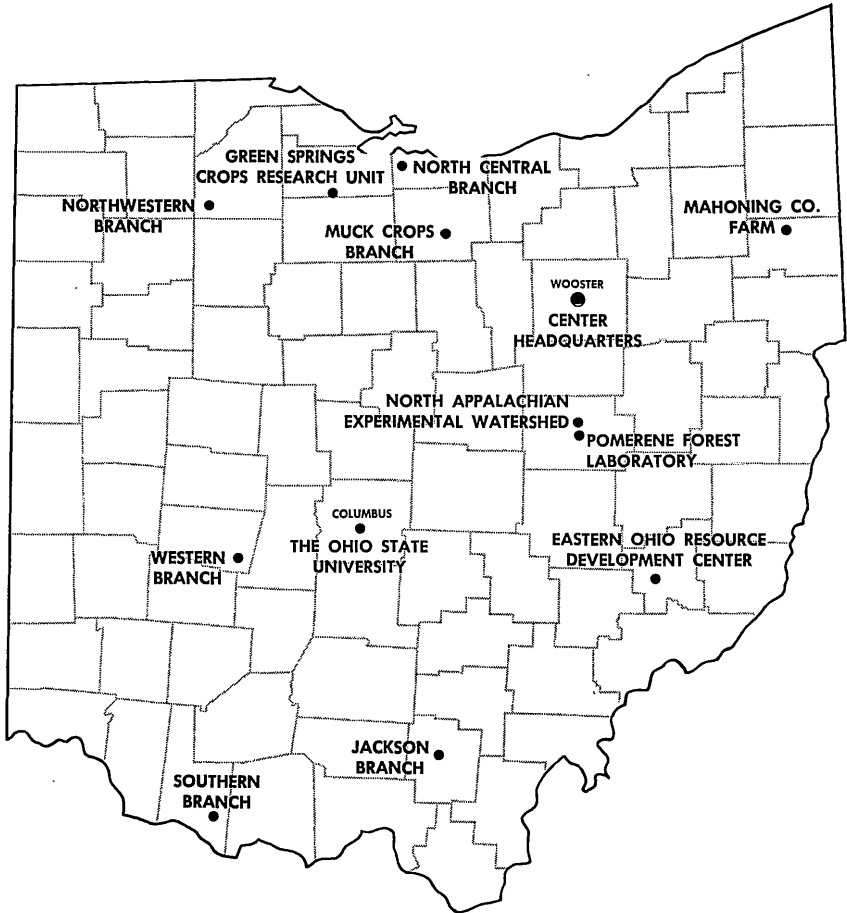 GREEN SPRINGS
CROPS RESEARCH UNIT
NORTH CENTRAL
BRANCH
NORTHWESTERN
BRANCH
MUCK CROPS
BRANCH
MAHONING CO.
FARM
WOOSTER
CENTER
HEADQUARTERS
NORTH APPALACHIAN
EXPERIMENTAL WATERSHED
POMERENE FOREST
LABORATORY
COLUMBUS
THE OHIO STATE
UNIVERSITY
EASTERN OHIO RESOURCE
DEVELOPMENT CENTER
WESTERN
BRANCH
JACKSON
BRANCH
SOUTHERN
BRANCH